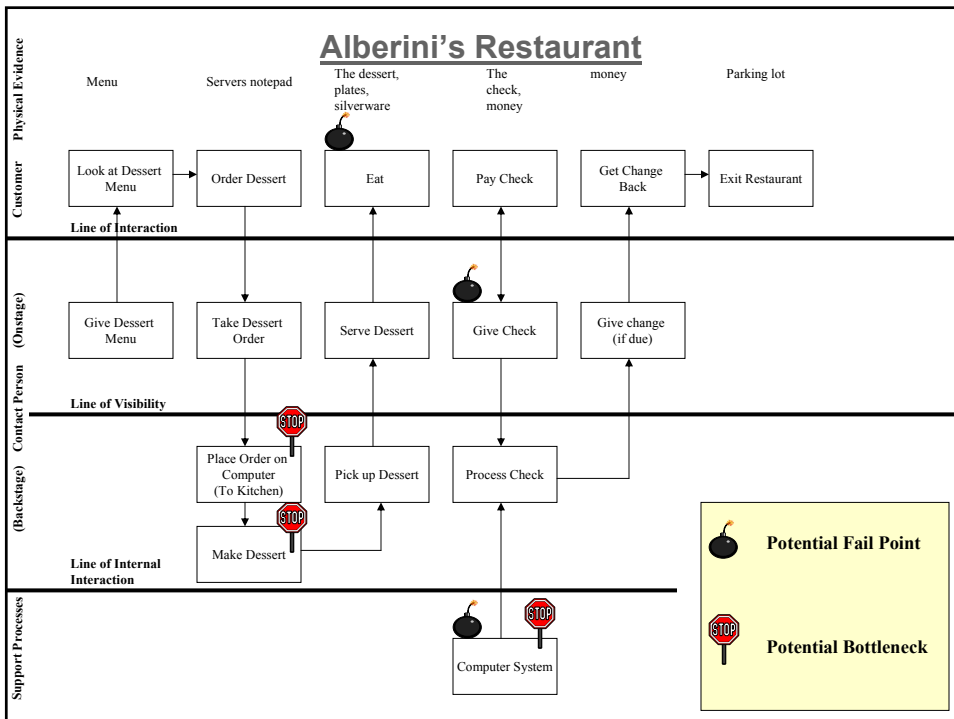 Alberini's Restaurant
Physical Evidence
Menu
Servers notepad
The dessert,
plates,
silverware
The
check,
money
money
Parking lot
Customer
Look at Dessert
Menu
Order Dessert
Eat
Pay Check
Get Change
Back
Exit Restaurant
Line of Interaction
Contact Person
(Onstage)
Give Dessert
Menu
Take Dessert
Order
Serve Dessert
Give Check
Give change
(if due)
Line of Visibility
(Backstage)
STOP
Place Order on
Computer
(To Kitchen)
Pick up Dessert
Process Check
STOP
Make Dessert
Line of Internal
Interaction
Support Processes
STOP
Computer System
Potential Fail Point
STOP
Potential Bottleneck